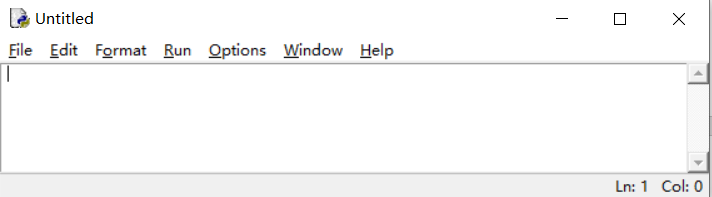 Untitled
File Edit Format Run Options Window Help
Ln: 1 Col: 0